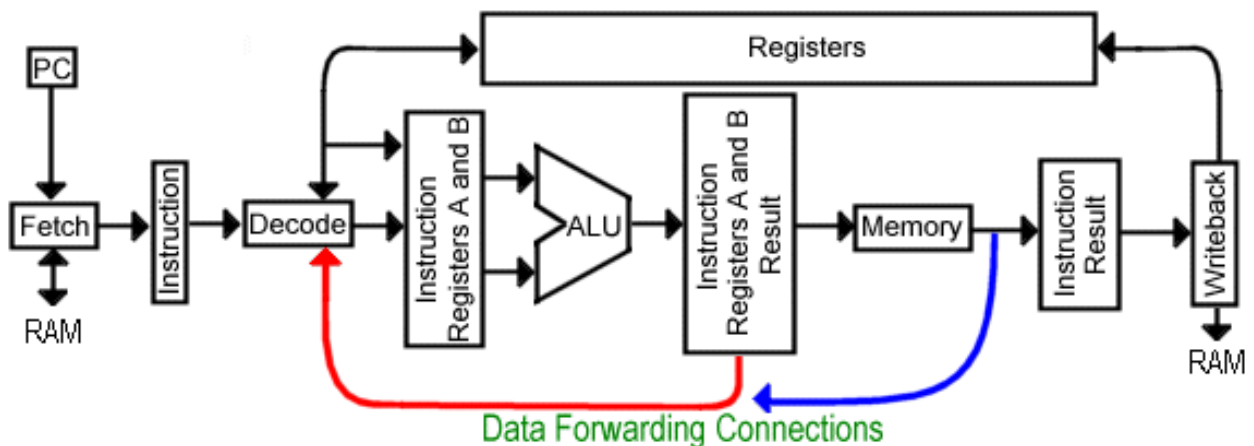 Registers
PC
Fetch
RAM
Instruction
Decode
Instruction
Registers A and B
ALU
Instruction
Registers A and B
Result
Memory
Instruction
Result
Writeback
RAM
Data Forwarding Connections